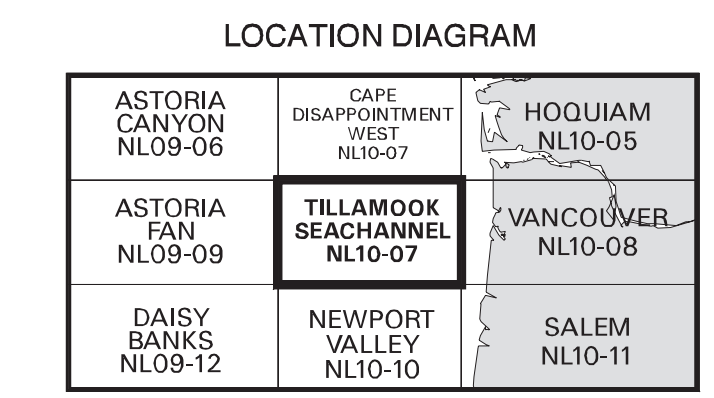 LOCATION DIAGRAM
ASTORIA
CANYON
NL09-06
CAPE
DISAPPOINTMENT
WEST
NL10-07
HOQUIAM
NL10-05
ASTORIA
FAN
NL09-09
TILLAMOOK
SEACHANNEL
NL10-07
VANCOUVER
NL10-08
DAISY
BANKS
NL09-12
NEWPORT
VALLEY
NL10-10
SALEM
NL10-11